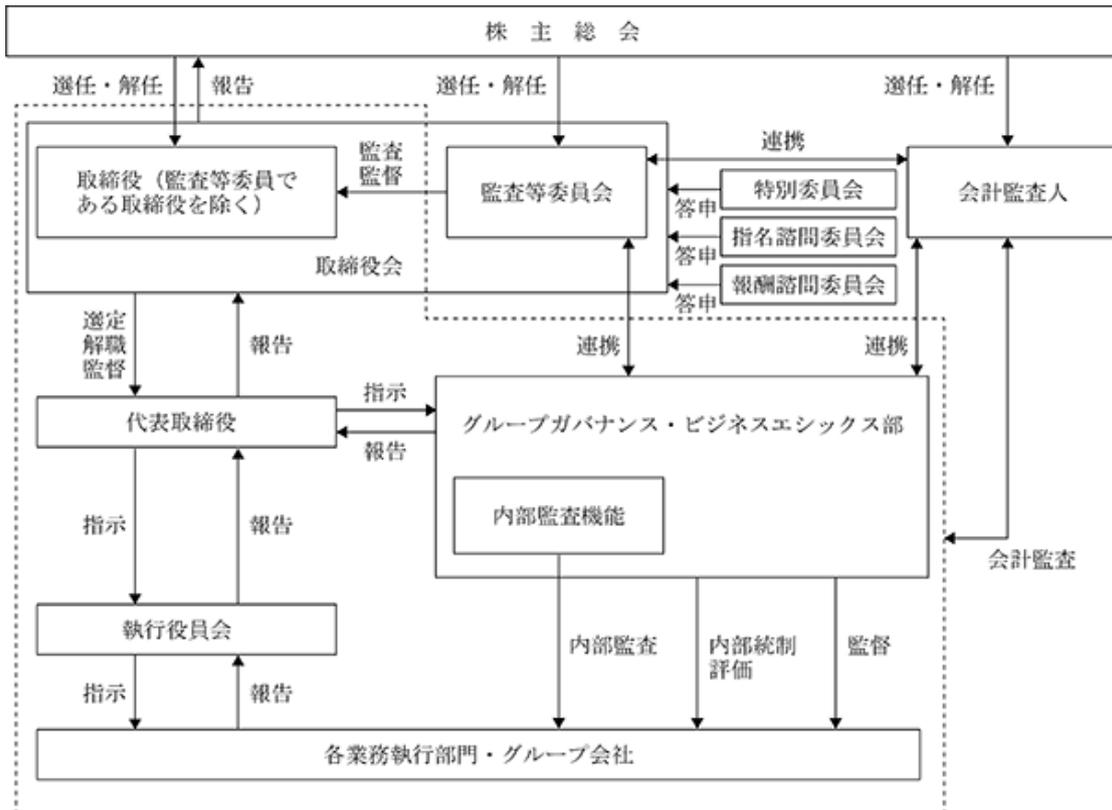 株主総会
選任・解任
報告
選任・解任
選任・解任
取締役（監査等委員で
ある取締役を除く）
監査
監督
監査等委員会
連携
会計監査人
特別委員会
答申
指名諮問委員会
答申
報酬諮問委員会
答申
取締役会
選定
解職
監督
報告
連携
連携
代表取締役
指示
報告
グループガバナンス・ビジネスエシックス部
内部監査機能
指示
報告
会計監査
執行役員会
内部監査
内部統制
評価
監督
指示
報告
各業務執行部門・グループ会社